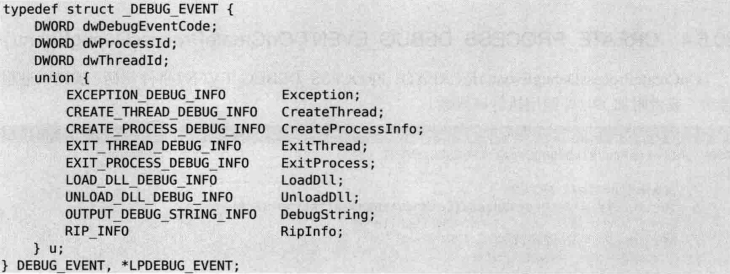 typedef struct _DEBUG_EVENT {
    DWORD dwDebugEventCode;
    DWORD dwProcessId;
    DWORD dwThreadId;
    union {
        EXCEPTION_DEBUG_INFO      Exception;
        CREATE_THREAD_DEBUG_INFO  CreateThread;
        CREATE_PROCESS_DEBUG_INFO CreateProcessInfo;
        EXIT_THREAD_DEBUG_INFO    ExitThread;
        EXIT_PROCESS_DEBUG_INFO   ExitProcess;
        LOAD_DLL_DEBUG_INFO       LoadDll;
        UNLOAD_DLL_DEBUG_INFO     UnloadDll;
        OUTPUT_DEBUG_STRING_INFO  DebugString;
        RIP_INFO                  RipInfo;
    } u;
} DEBUG_EVENT, *LPDEBUG_EVENT;